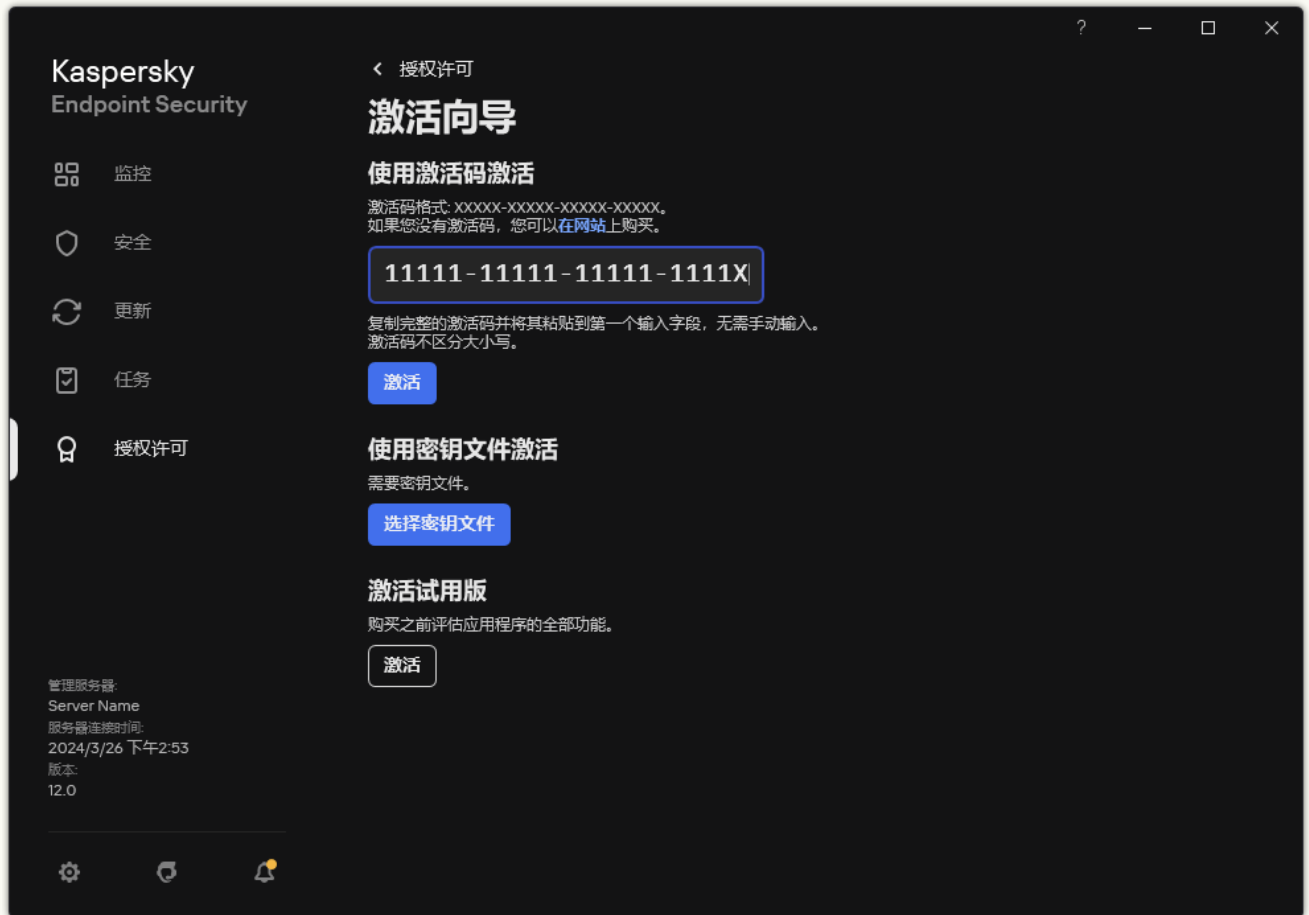 ?
Kaspersky
Endpoint Security
监控
安全
更新
任务
授权许可
管理服务器:
Server Name
服务器连接时间:
2024/3/26 下午2:53
版本:
12.0
授权许可
激活向导
使用激活码激活
激活码格式: XXXXX-XXXXX-XXXXX-XXXXX。
如果您没有激活码，您可以在网站上购买。
11111-11111-11111-1111X
复制完整的激活码并将其粘贴到第一个输入字段，无需手动输入。
激活码不区分大小写。
激活
使用密钥文件激活
需要密钥文件。
选择密钥文件
激活试用版
购买之前评估应用程序的全部功能。
激活